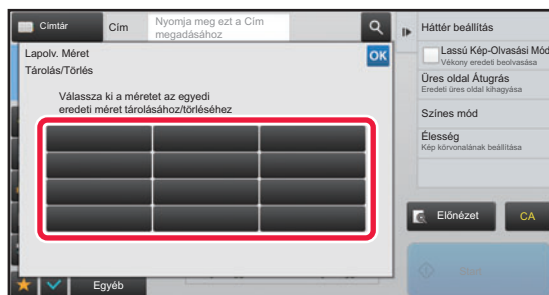 Címtár
Cím
Nyomja meg ezt a Cím
megadásához
Lapolv. Méret
Tárolás/Törlés
OK
Válassza ki a méretet az egyedi
eredeti méret tárolásához/törléséhez
Egyéb
Háttér beállítás
Lassú Kép-Olvasási Mód
Vékony eredeti beolvasása
Üres oldal Átugrás
Eredeti üres oldal kihagyása
Színes mód
Élesség
Kép körvonalának beállítása
Előnézet
CA
Start